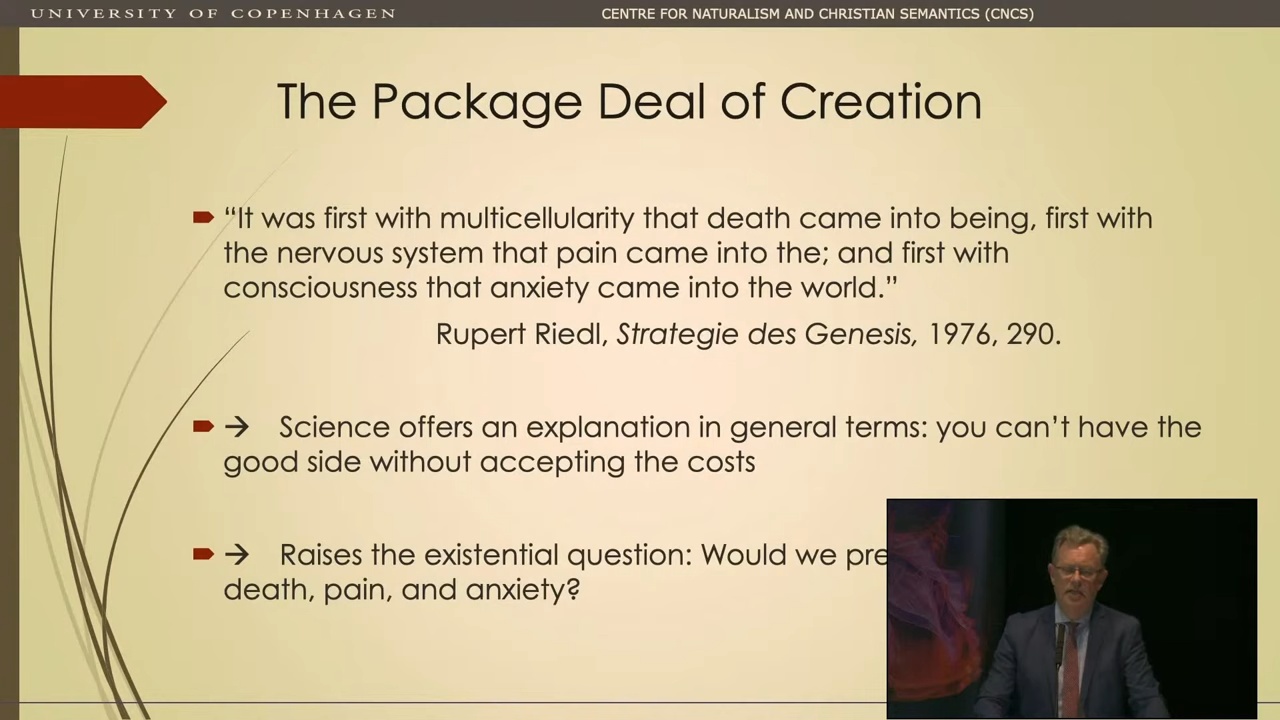 UNIVERSITY OF COPENHAGEN
CENTRE FOR NATURALISM AND CHRISTIAN SEMANTICS (CNCS)
The Package Deal of Creation
“It was first with multicellularity that death came into being, first with
the nervous system that pain came into the; and first with
consciousness that anxiety came into the world.”
Rupert Riedl, Strategie des Genesis, 1976, 290.
→ Science offers an explanation in general terms: you can’t have the
good side without accepting the costs
→ Raises the existential question: Would we
death, pain, and anxiety?